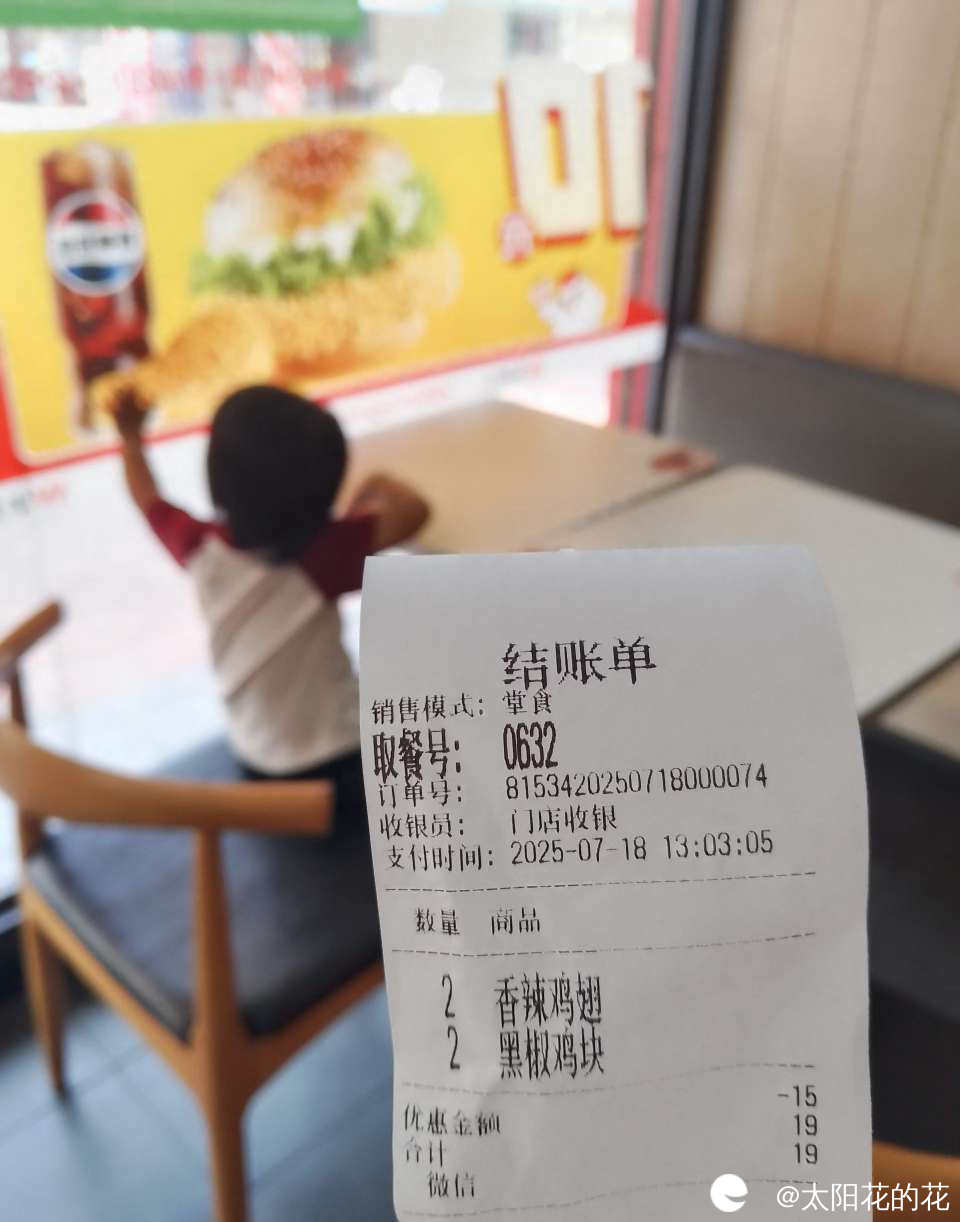 结账单
销售模式: 堂食
取餐号: 0632
订单号: 8153420250718000074
收银员: 门店收银
支付时间: 2025-07-18 13:03:05
数量 商品
2 香辣鸡翅
2 黑椒鸡块
优惠金额 -15
合计 19
微信 19
@太阳花的花